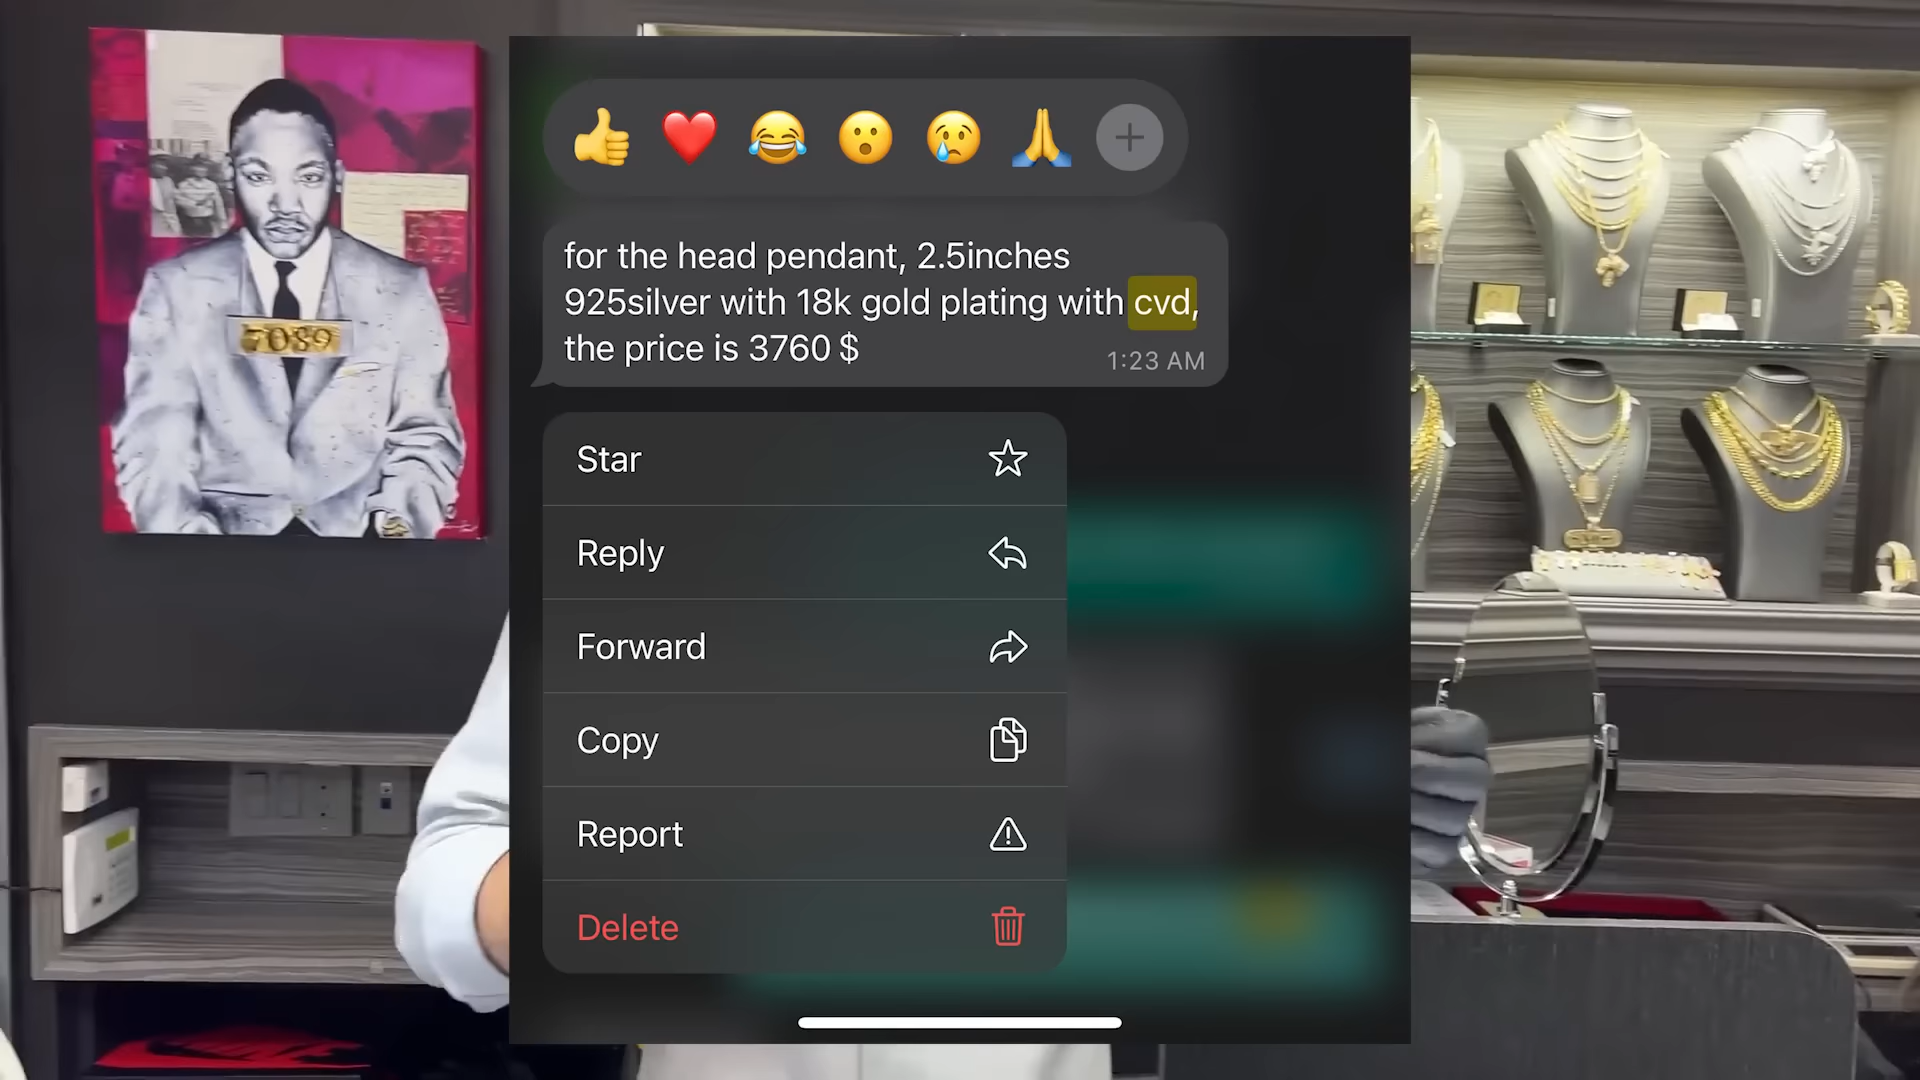 for the head pendant, 2.5inches
925silver with 18k gold plating with cvd,
the price is 3760 $
1:23 AM
Star
Reply
Forward
Copy
Report
Delete
7089